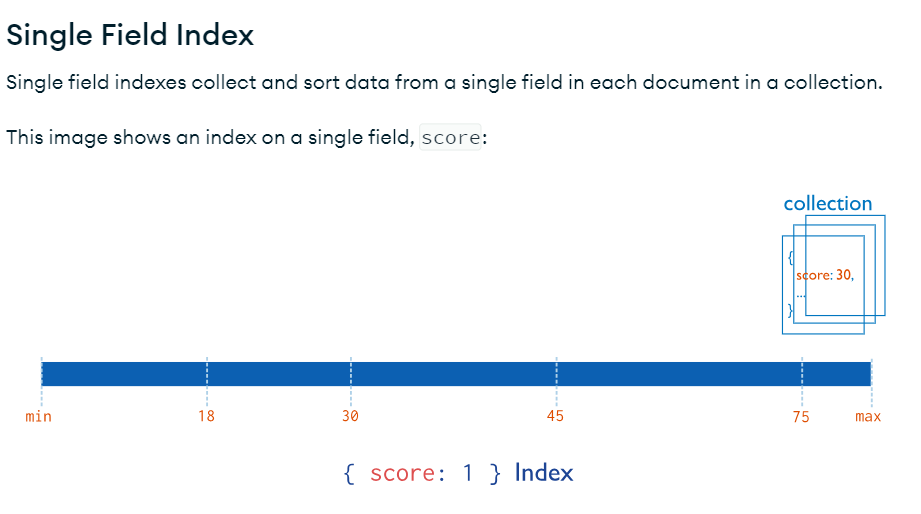 Single Field Index
Single field indexes collect and sort data from a single field in each document in a collection.
This image shows an index on a single field, score:
collection
{
score: 30,
...
}
min 18 30 45 75 max
{ score: 1 } Index